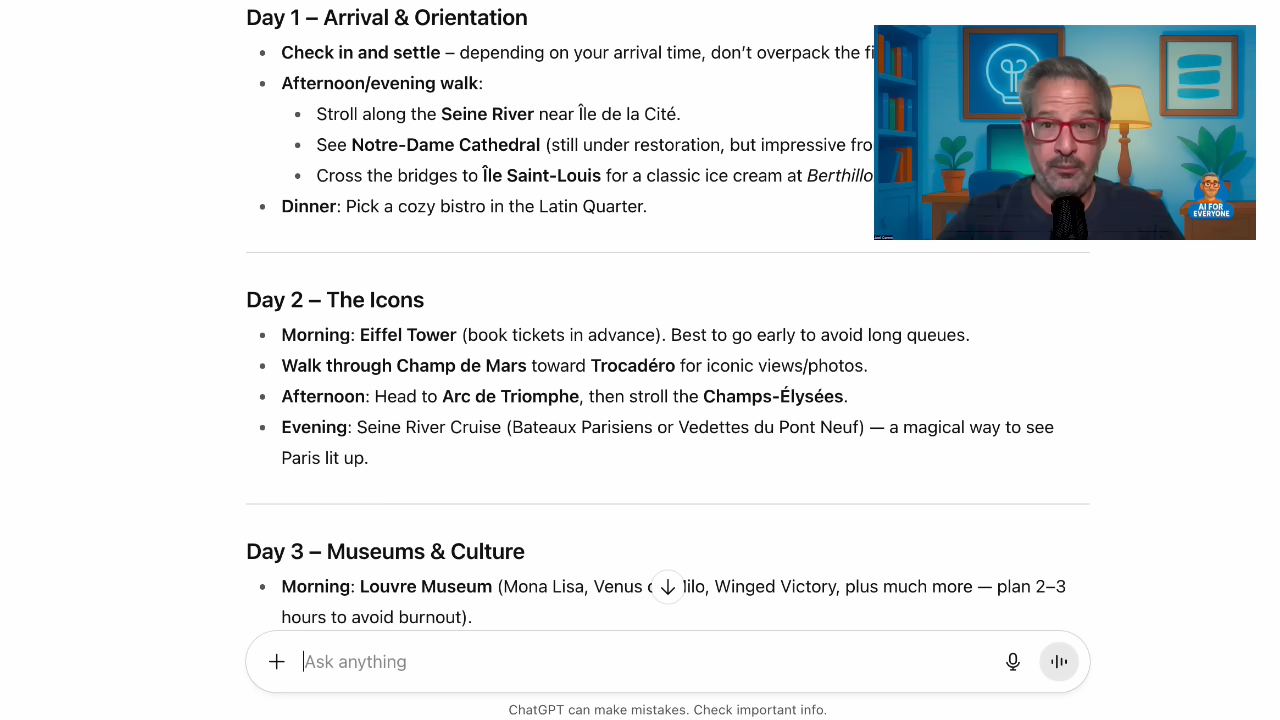 Day 1 – Arrival & Orientation
Check in and settle – depending on your arrival time, don’t overpack the
Afternoon/evening walk:
Stroll along the Seine River near Île de la Cité.
See Notre-Dame Cathedral (still under restoration, but impressive
Cross the bridges to Île Saint-Louis for a classic ice cream at
Dinner: Pick a cozy bistro in the Latin Quarter.
AI FOR
EVERYONE
Day 2 – The Icons
Morning: Eiffel Tower (book tickets in advance). Best to go early to avoid long queues.
Walk through Champ de Mars toward Trocadéro for iconic views/photos.
Afternoon: Head to Arc de Triomphe, then stroll the Champs-Élysées.
Evening: Seine River Cruise (Bateaux Parisiens or Vedettes du Pont Neuf) — a magical way to see
Paris lit up.
Day 3 – Museums & Culture
Morning: Louvre Museum (Mona Lisa, Venus Winged Victory, plus much more — plan 2–3
hours to avoid burnout).
Ask anything
ChatGPT can make mistakes. Check important info.